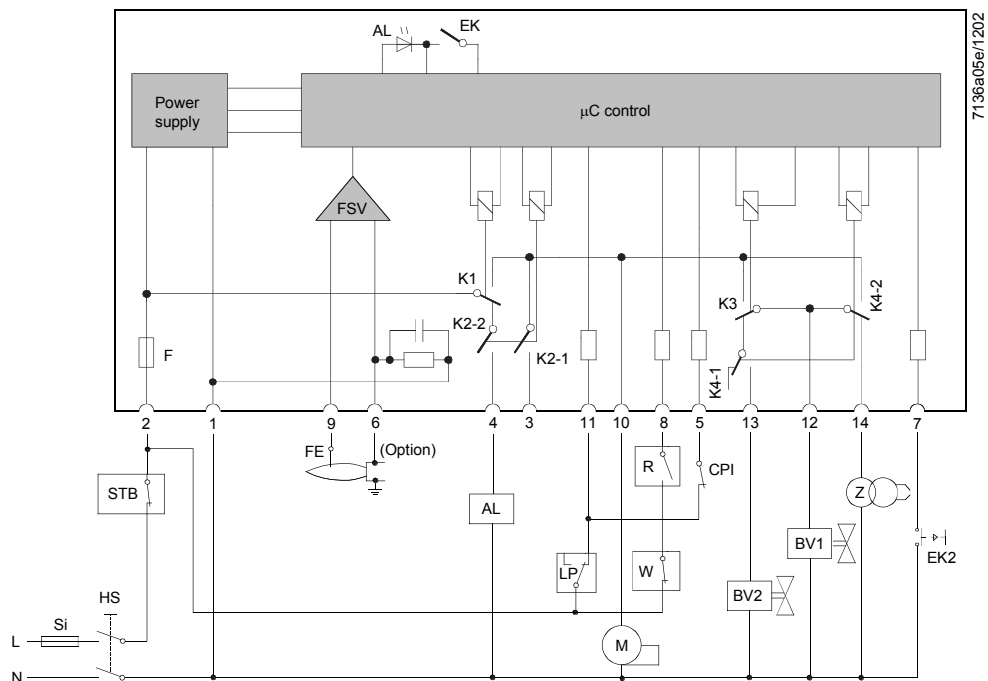 7136a05e/1202
AL
EK
Power
supply
µC control
FSV
K1
K2-2
K2-1
K3
K4-2
K4-1
F
2
1
9
6
4
3
11
10
8
5
13
12
14
7
FE
(Option)
STB
AL
R
CPI
Z
LP
W
BV1
EK2
BV2
HS
Si
L
M
N